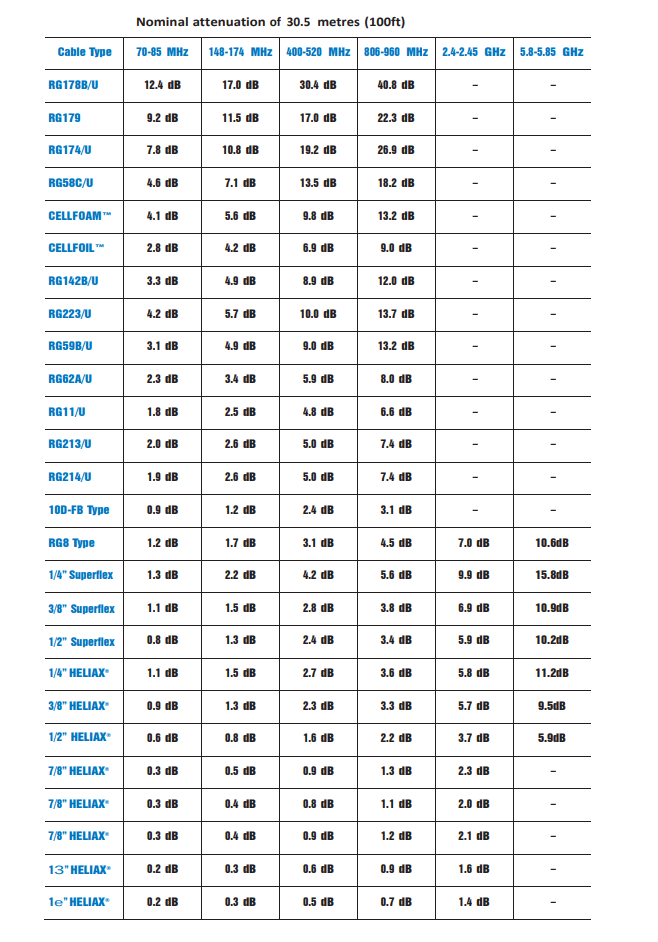 Nominal attenuation of 30.5 metres (100ft)
Cable Type 70-85 MHz 148-174 MHz 400-520 MHz 806-960 MHz 2.4-2.45 GHz 5.8-5.85 GHz
RG178B/U 12.4 dB 17.0 dB 30.4 dB 40.8 dB – –
RG179 9.2 dB 11.5 dB 17.0 dB 22.3 dB – –
RG174/U 7.8 dB 10.8 dB 19.2 dB 26.9 dB – –
RG58C/U 4.6 dB 7.1 dB 13.5 dB 18.2 dB – –
CELLFOAM™ 4.1 dB 5.6 dB 9.8 dB 13.2 dB – –
CELLFOIL™ 2.8 dB 4.2 dB 6.9 dB 9.0 dB – –
RG142B/U 3.3 dB 4.9 dB 8.9 dB 12.0 dB – –
RG223/U 4.2 dB 5.7 dB 10.0 dB 13.7 dB – –
RG59B/U 3.1 dB 4.9 dB 9.0 dB 13.2 dB – –
RG62A/U 2.3 dB 3.4 dB 5.9 dB 8.0 dB – –
RG11/U 1.8 dB 2.5 dB 4.8 dB 6.6 dB – –
RG213/U 2.0 dB 2.6 dB 5.0 dB 7.4 dB – –
RG214/U 1.9 dB 2.6 dB 5.0 dB 7.4 dB – –
10D-FB Type 0.9 dB 1.2 dB 2.4 dB 3.1 dB – –
RG8 Type 1.2 dB 1.7 dB 3.1 dB 4.5 dB 7.0 dB 10.6dB
1/4" Superflex 1.3 dB 2.2 dB 4.2 dB 5.6 dB 9.9 dB 15.8dB
3/8" Superflex 1.1 dB 1.5 dB 2.8 dB 3.8 dB 6.9 dB 10.9dB
1/2" Superflex 0.8 dB 1.3 dB 2.4 dB 3.4 dB 5.9 dB 10.2dB
1/4" HELIAX® 1.1 dB 1.5 dB 2.7 dB 3.6 dB 5.8 dB 11.2dB
3/8" HELIAX® 0.9 dB 1.3 dB 2.3 dB 3.3 dB 5.7 dB 9.5dB
1/2" HELIAX® 0.6 dB 0.8 dB 1.6 dB 2.2 dB 3.7 dB 5.9dB
7/8" HELIAX® 0.3 dB 0.5 dB 0.9 dB 1.3 dB 2.3 dB –
7/8" HELIAX® 0.3 dB 0.4 dB 0.8 dB 1.1 dB 2.0 dB –
7/8" HELIAX® 0.3 dB 0.4 dB 0.9 dB 1.2 dB 2.1 dB –
13" HELIAX® 0.2 dB 0.3 dB 0.6 dB 0.9 dB 1.6 dB –
1e" HELIAX® 0.2 dB 0.3 dB 0.5 dB 0.7 dB 1.4 dB –